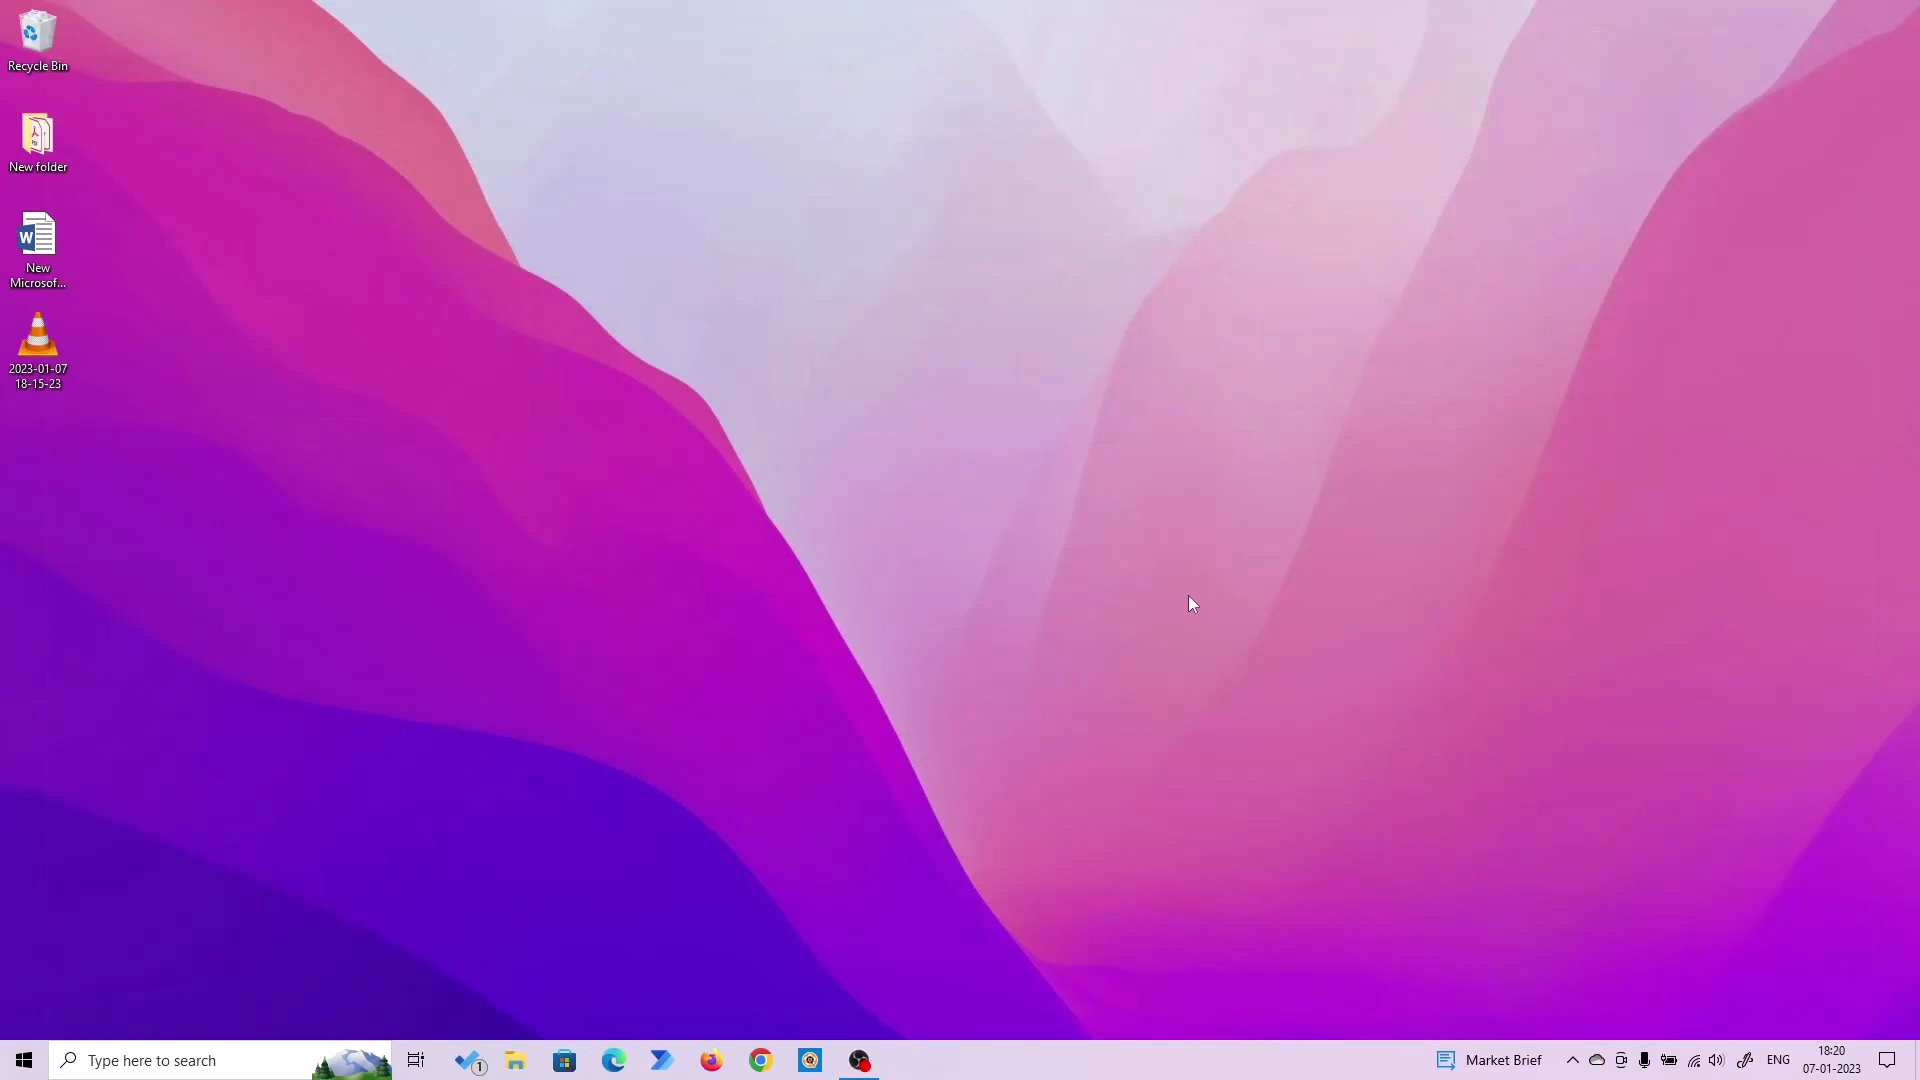 Recycle Bin
New folder
New
Microsof...
2023-01-07
18-15-23
Type here to search
1
Market Brief
ENG
18:20
07-01-2023